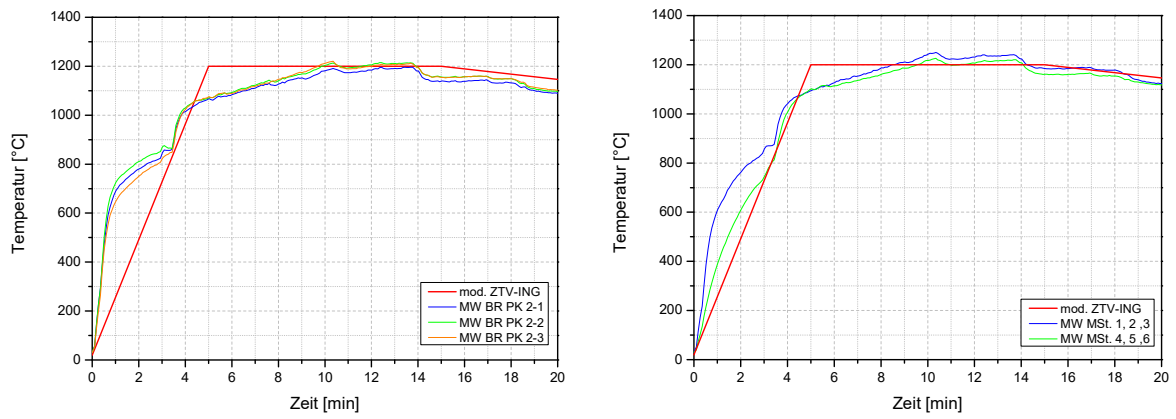 1400
1200
1000
800
600
400
200
0
Temperatur [°C]
mod. ZTV-ING
MW BR PK 2-1
MW BR PK 2-2
MW BR PK 2-3
0 2 4 6 8 10 12 14 16 18 20
Zeit [min]
1400
1200
1000
800
600
400
200
0
Temperatur [°C]
mod. ZTV-ING
MW MSt. 1, 2 ,3
MW MSt. 4, 5 ,6
0 2 4 6 8 10 12 14 16 18 20
Zeit [min]